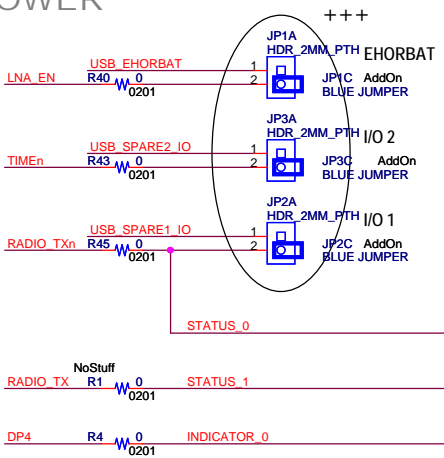 OWER
+++
JP1A
HDR_2MM_PTH EHORBAT
USB_EHORBAT 1
LNA_EN R40 0 2 JP1C AddOn
0201 BLUE JUMPER
JP3A
HDR_2MM_PTH I/O 2
USB_SPARE2_IO 1
TIMEn R43 0 2 JP3C AddOn
0201 BLUE JUMPER
JP2A
HDR_2MM_PTH I/O 1
USB_SPARE1_IO 1
RADIO_TXn R45 0 2 JP2C AddOn
0201 BLUE JUMPER
STATUS_0
NoStuff
RADIO_TX R1 0 STATUS_1
0201
DP4 R4 0 INDICATOR_0
0201